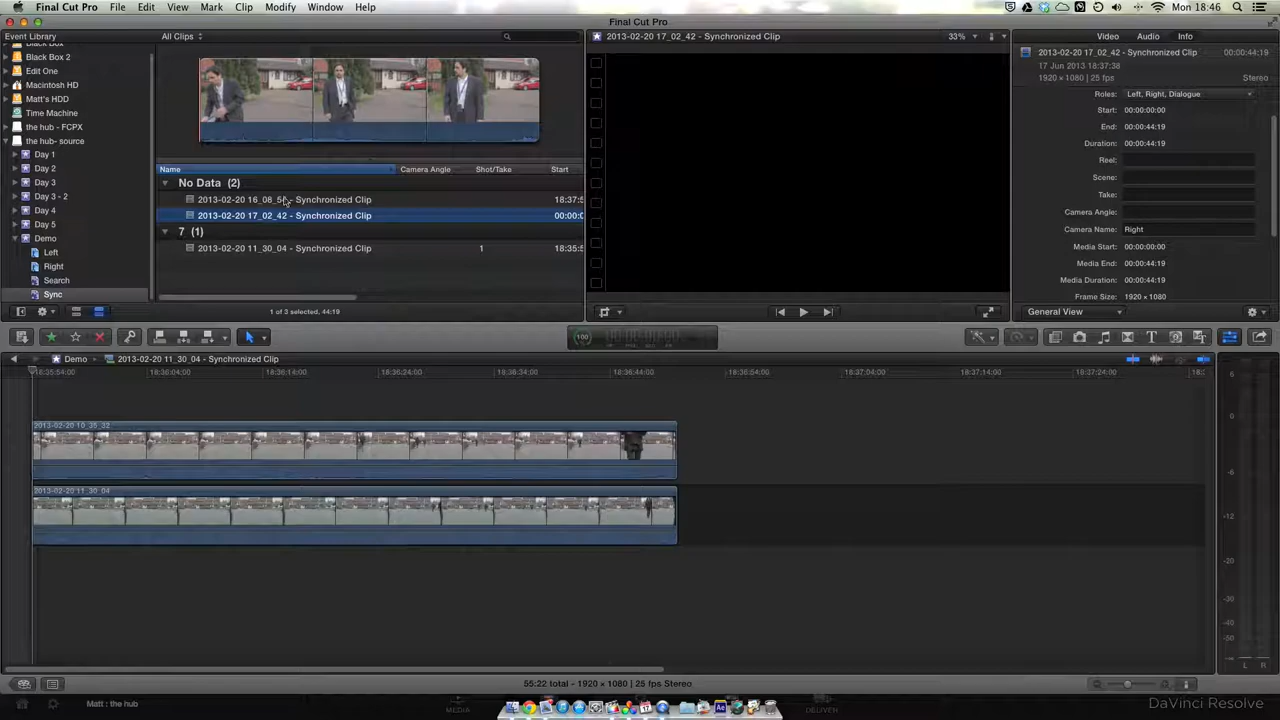 Final Cut Pro File Edit View Mark Clip Modify Window Help
Mon 18:46
Final Cut Pro
Event Library
All Clips
Black Box
Black Box 2
Edit One
Macintosh HD
Matt's HDD
Time Machine
the hub - FCPX
the hub- source
Day 1
Day 2
Day 3
Day 3 - 2
Day 4
Day 5
Demo
Left
Right
Search
Sync
Name Camera Angle Shot/Take Start
No Data (2)
2013-02-20 16_08_5 - Synchronized Clip 18:37:5
2013-02-20 17_02_42 - Synchronized Clip 00:00:0
7 (1)
2013-02-20 11_30_04 - Synchronized Clip 1 18:35:5
1 of 3 selected, 44:19
2013-02-20 17_02_42 - Synchronized Clip
33%
Video Audio Info
2013-02-20 17_02_42 - Synchronized Clip 00:00:44:19
17 Jun 2013 18:37:38
1920 × 1080 | 25 fps Stereo
Roles: Left, Right, Dialogue
Start: 00:00:00:00
End: 00:00:44:19
Duration: 00:00:44:19
Reel:
Scene:
Take:
Camera Angle:
Camera Name: Right
Media Start: 00:00:00:00
Media End: 00:00:44:19
Media Duration: 00:00:44:19
Frame Size: 1920 × 1080
General View
100
Demo 2013-02-20 11_30_04 - Synchronized Clip
18:35:54:00 18:36:04:00 18:36:14:00 18:36:24:00 18:36:34:00 18:36:44:00 18:36:54:00 18:37:04:00 18:37:14:00 18:37:24:00 18:
2013-02-20 10_35_32
2013-02-20 11_30_04
6
0
-6
-12
-20
-30
-40
-50
L R
55:22 total - 1920 × 1080 | 25 fps Stereo
Matt : the hub
MEDIA
DELIVER
DaVinci Resolve